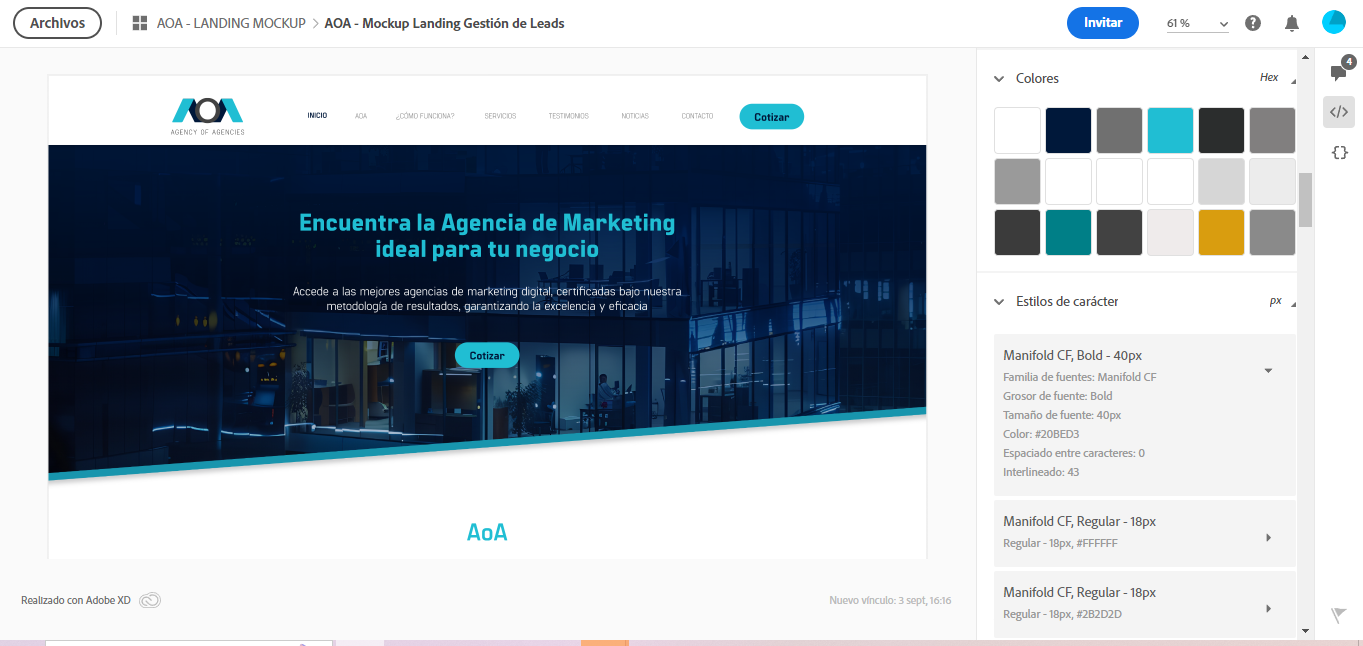 Archivos
AOA - LANDING MOCKUP
AOA - Mockup Landing Gestión de Leads
Invitar
61 %
?
4
AOA
AGENCY OF AGENCIES
INICIO
AOA
¿CÓMO FUNCIONA?
SERVICIOS
TESTIMONIOS
NOTICIAS
CONTACTO
Cotizar
Encuentra la Agencia de Marketing
ideal para tu negocio
Accede a las mejores agencias de marketing digital, certificadas bajo nuestra
metodología de resultados, garantizando la excelencia y eficacia
Cotizar
AoA
Realizado con Adobe XD
Nuevo vínculo: 3 sept, 16:16
Colores
Hex
Estilos de carácter
px
Manifold CF, Bold - 40px
Familia de fuentes: Manifold CF
Grosor de fuente: Bold
Tamaño de fuente: 40px
Color: #20BED3
Espaciado entre caracteres: 0
Interlineado: 43
Manifold CF, Regular - 18px
Regular - 18px, #FFFFFF
Manifold CF, Regular - 18px
Regular - 18px, #2B2D2D